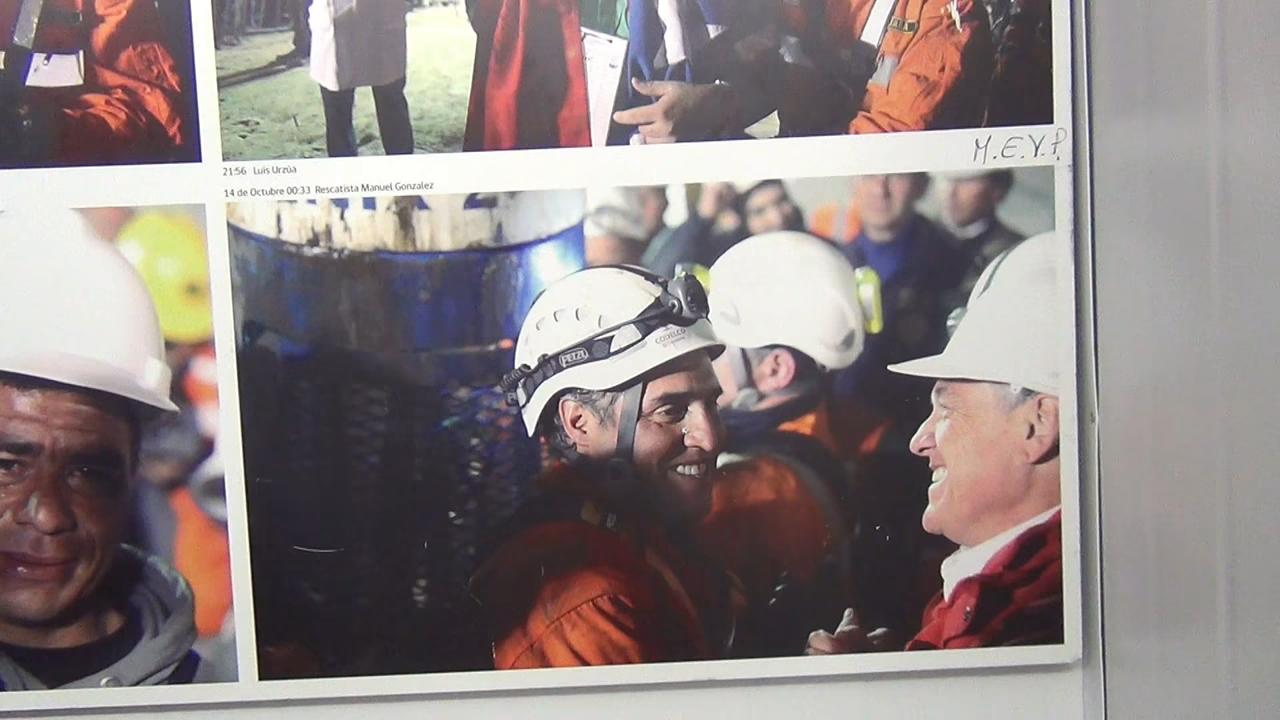 M.E.Y.P.
21:56 Luis Urzúa
14 de Octubre 00:33 Rescatista Manuel Gonzalez
PETZL
CODELCO